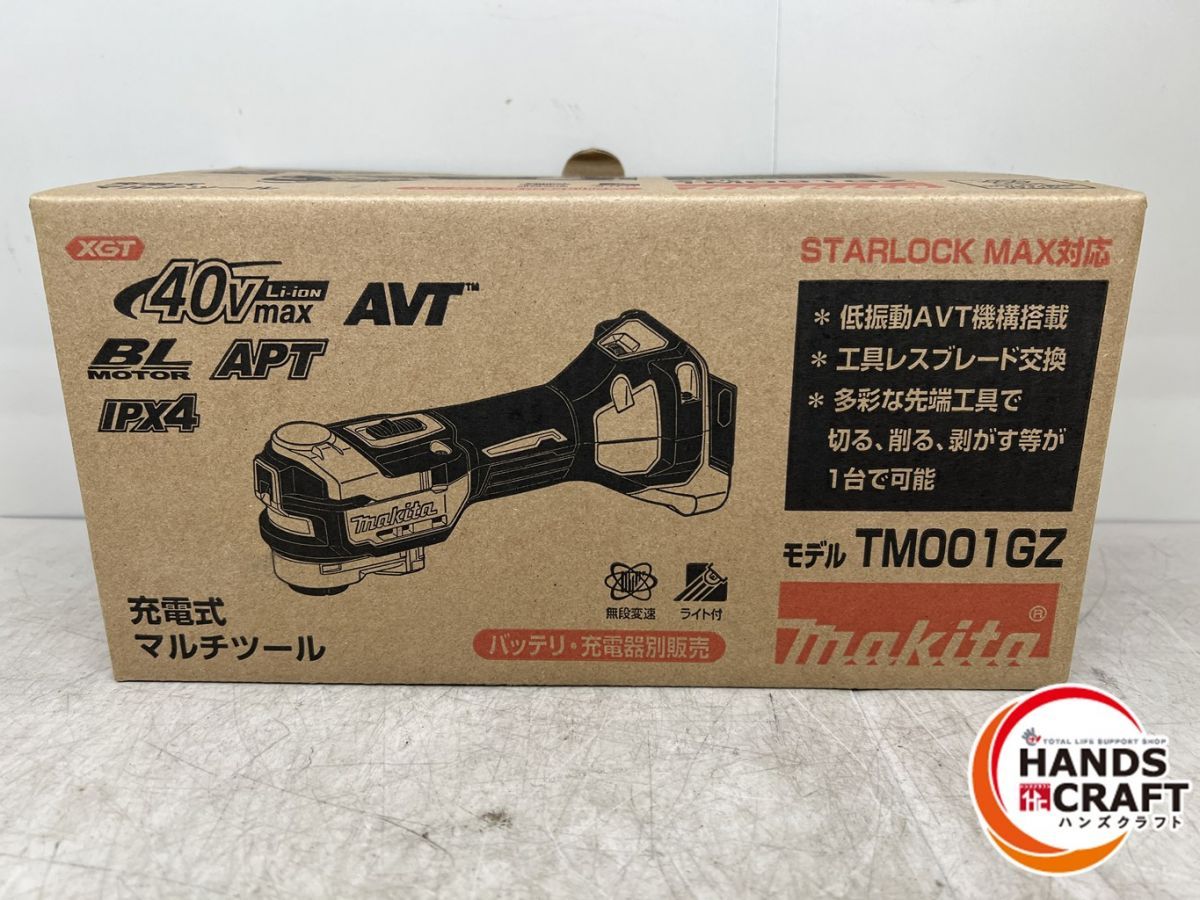 XGT
40Vmax Li-ion
AVT™
BL MOTOR
APT
IPX4
makita
充電式
マルチツール
無段変速
ライト付
バッテリ・充電器別販売
STARLOCK MAX対応
* 低振動AVT機構搭載
* 工具レスブレード交換
* 多彩な先端工具で
切る、削る、剥がす等が
1台で可能
モデル TM001GZ
makita®
TOTAL LIFE SUPPORT SHOP
HANDS
CRAFT
ハンズクラフト